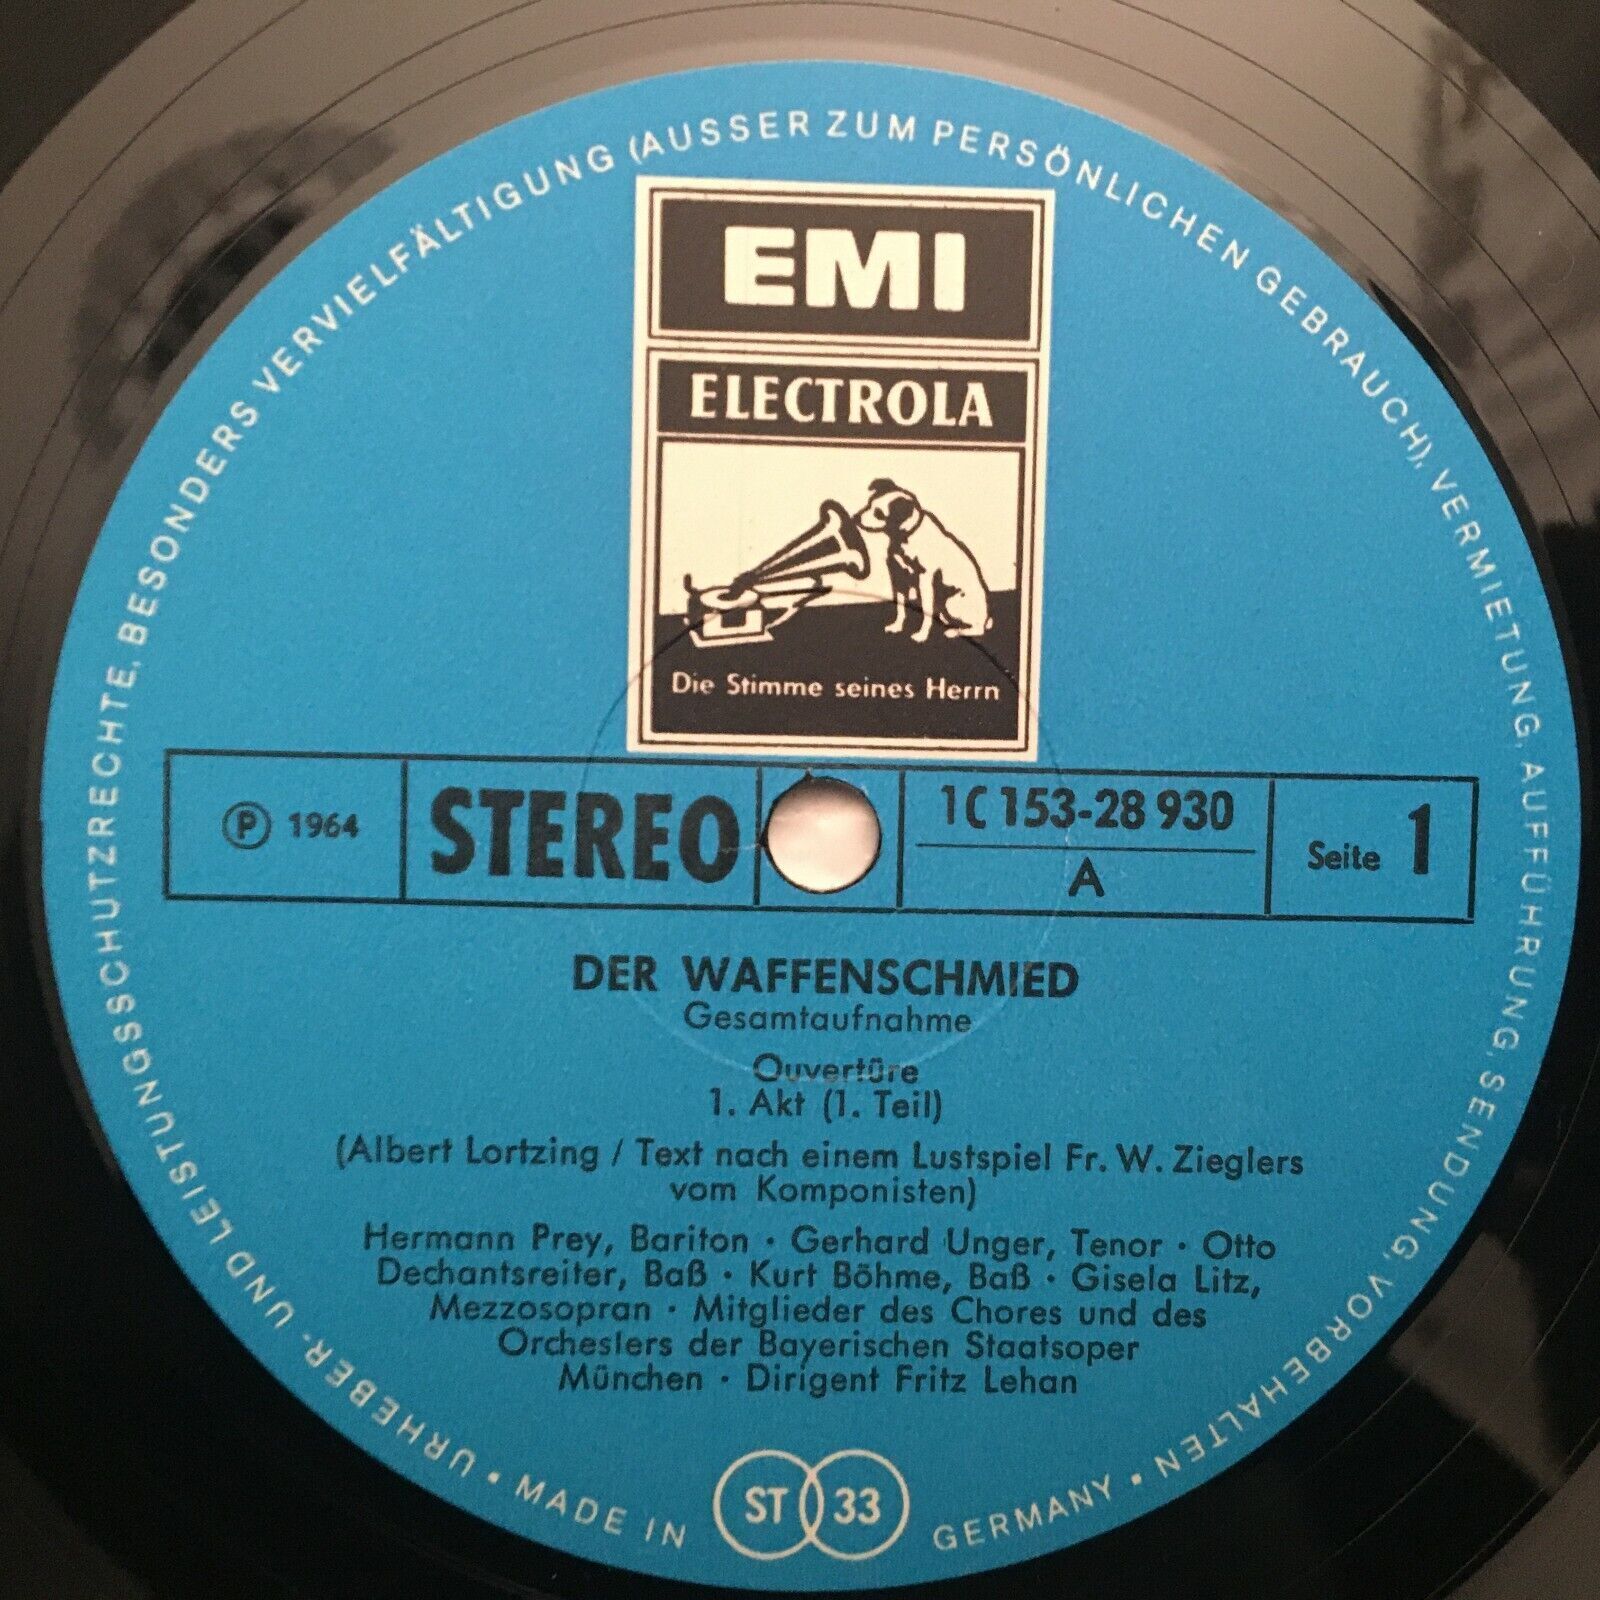 URHEBER- UND LEISTUNGSSCHUTZRECHTE, BESONDERS VERVIELFÄLTIGUNG (AUSSER ZUM PERSÖNLICHEN GEBRAUCH), VERMIETUNG, AUFFÜHRUNG, SENDUNG, VORBEHALTEN •
EMI
ELECTROLA
Die Stimme seines Herrn
Ⓟ 1964
STEREO
1C 153-28 930
A
Seite 1
DER WAFFENSCHMIED
Gesamtaufnahme
Ouvertüre
1. Akt (1. Teil)
(Albert Lortzing / Text nach einem Lustspiel Fr. W. Zieglers
vom Komponisten)
Hermann Prey, Bariton · Gerhard Unger, Tenor · Otto
Dechantsreiter, Baß · Kurt Böhme, Baß · Gisela Litz,
Mezzosopran · Mitglieder des Chores und des
Orcheslers der Bayerischen Staatsoper
München · Dirigent Fritz Lehan
• MADE IN GERMANY
ST 33